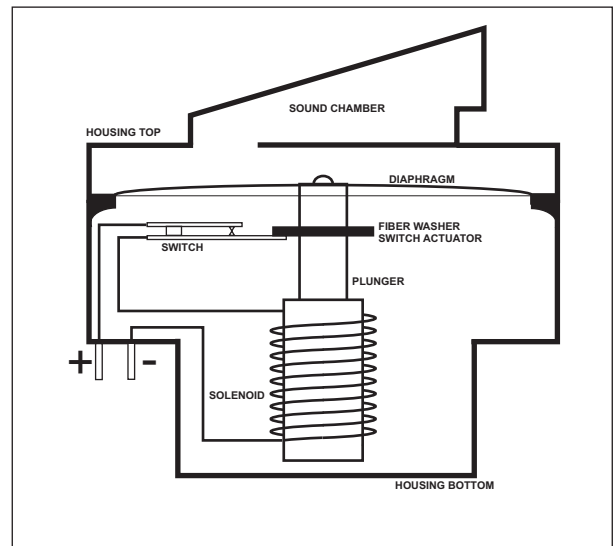 SOUND CHAMBER
HOUSING TOP
DIAPHRAGM
FIBER WASHER
SWITCH ACTUATOR
SWITCH
PLUNGER
+ -
SOLENOID
HOUSING BOTTOM